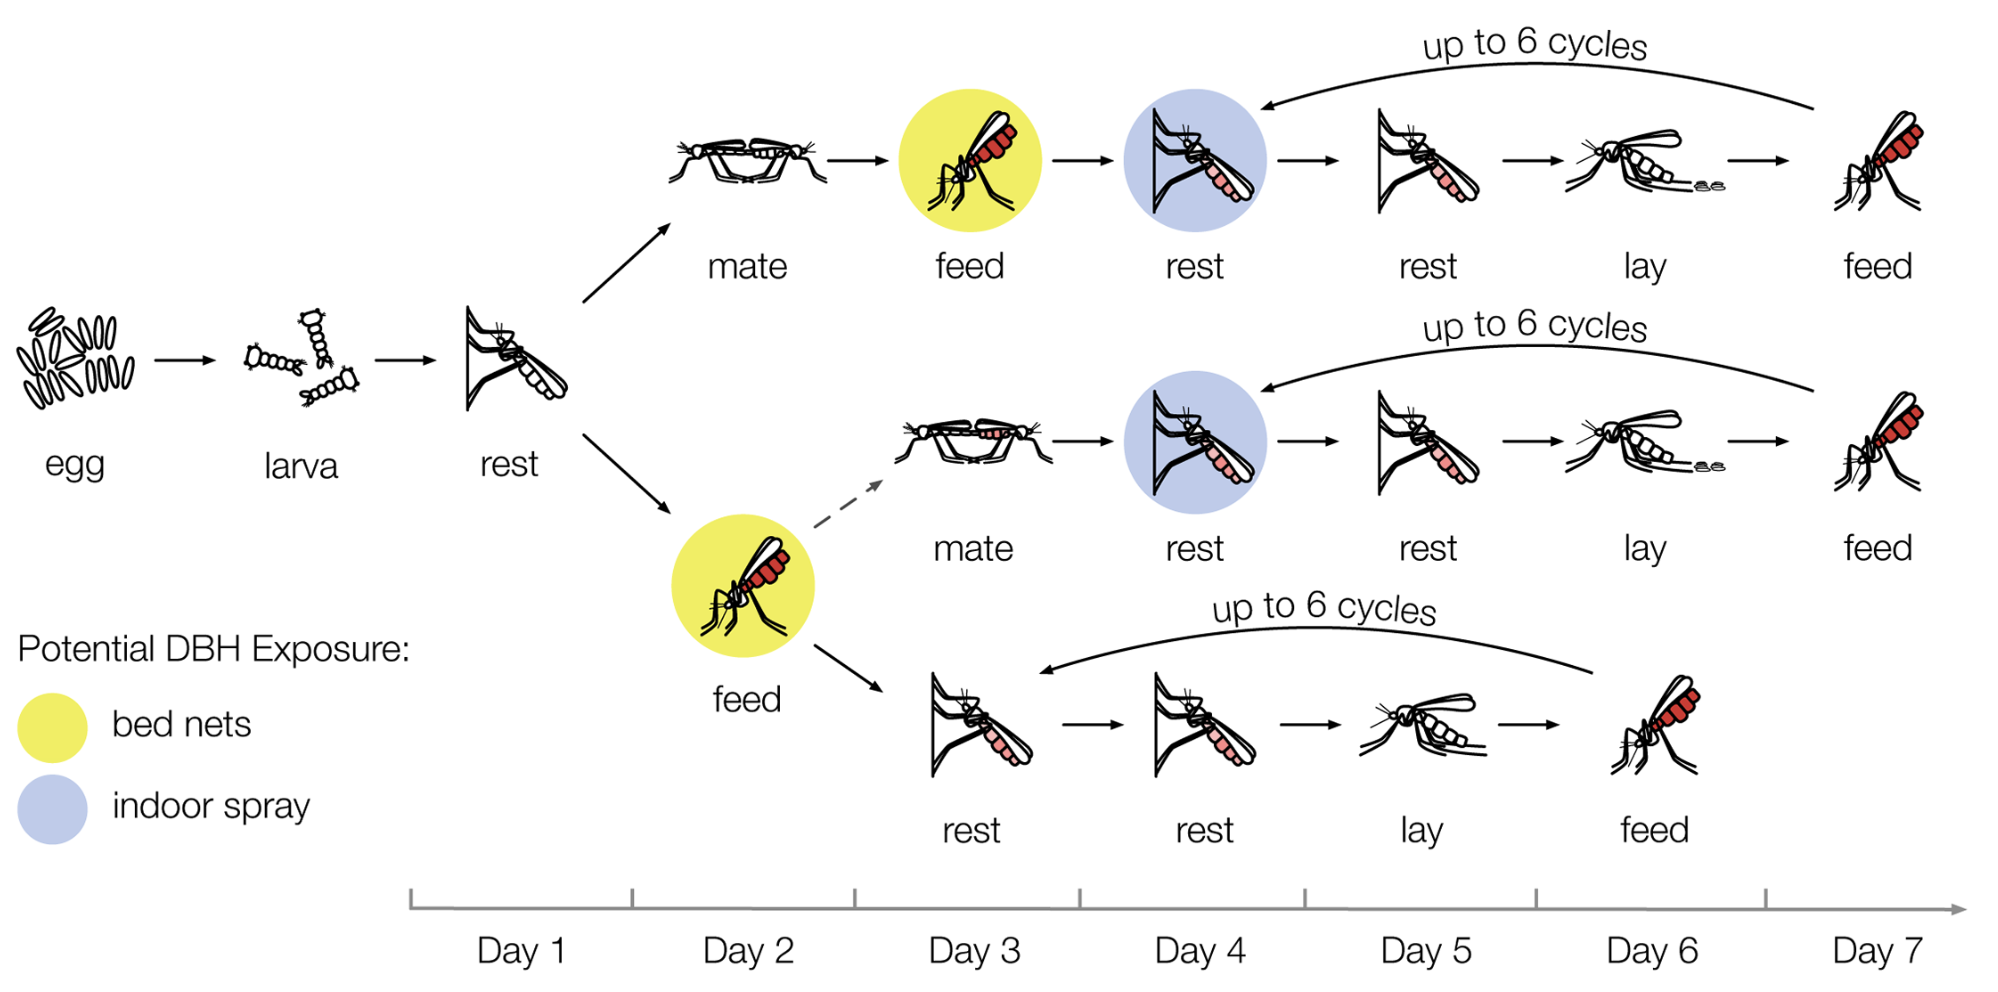 up to 6 cycles
mate
feed
rest
rest
lay
feed
egg
larva
rest
up to 6 cycles
mate
rest
rest
lay
feed
feed
up to 6 cycles
rest
rest
lay
feed
Potential DBH Exposure:
bed nets
indoor spray
Day 1
Day 2
Day 3
Day 4
Day 5
Day 6
Day 7